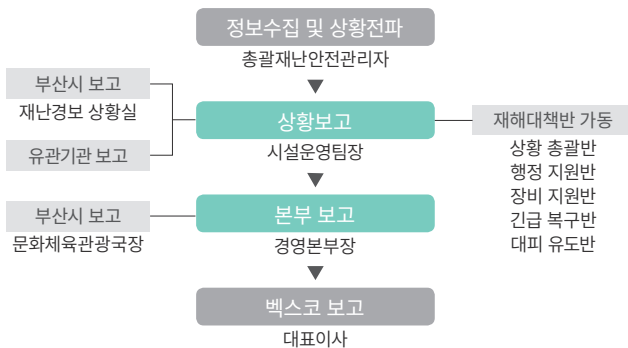 정보수집 및 상황전파
총괄재난안전관리자
부산시 보고
재난경보 상황실
유관기관 보고
상황보고
시설운영팀장
재해대책반 가동
상황 총괄반
행정 지원반
장비 지원반
긴급 복구반
대피 유도반
부산시 보고
문화체육관광국장
본부 보고
경영본부장
벡스코 보고
대표이사